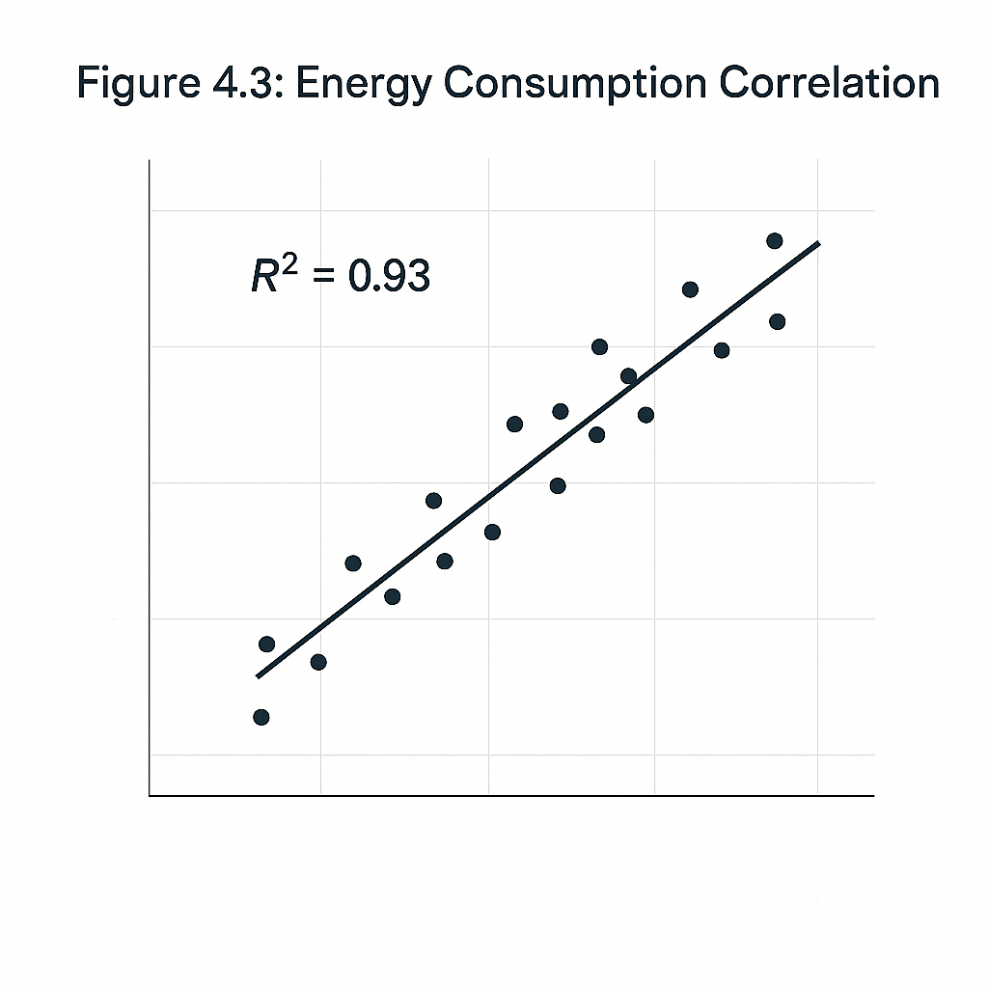 Figure 4.3: Energy Consumption Correlation
R² = 0.93